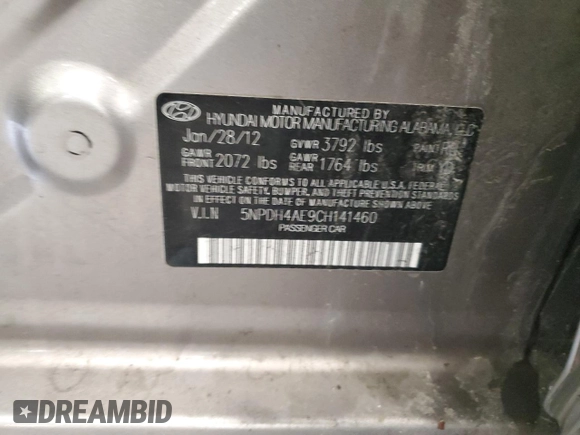 MANUFACTURED BY
HYUNDAI MOTOR MANUFACTURING ALABAMA, LLC
Jan/28/12 GVWR 3792 lbs PAINT
GAWR FRONT 2072 lbs GAWR REAR 1764 lbs TRIM
THIS VEHICLE CONFORMS TO ALL APPLICABLE U.S.A. FEDERAL
MOTOR VEHICLE SAFETY, BUMPER, AND THEFT PREVENTION STANDARDS
IN EFFECT ON THE DATE OF MANUFACTURE SHOWN ABOVE.
V.I.N 5NPDH4AE9CH141460
PASSENGER CAR
DREAMBID